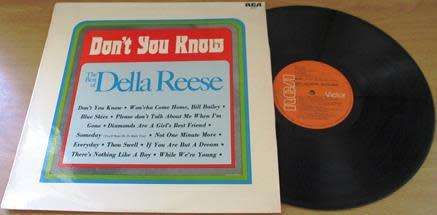 RCA
Don't You Know
The Best of Della Reese
Don't You Know • Won'cha Come Home, Bill Bailey •
Blue Skies • Please don't Talk About Me When I'm
Gone • Diamonds Are A Girl's Best Friend •
Someday • Not One Minute More •
Everyday • Thou Swell • If You Are But A Dream •
There's Nothing Like A Boy • While We're Young •
RCA Victor